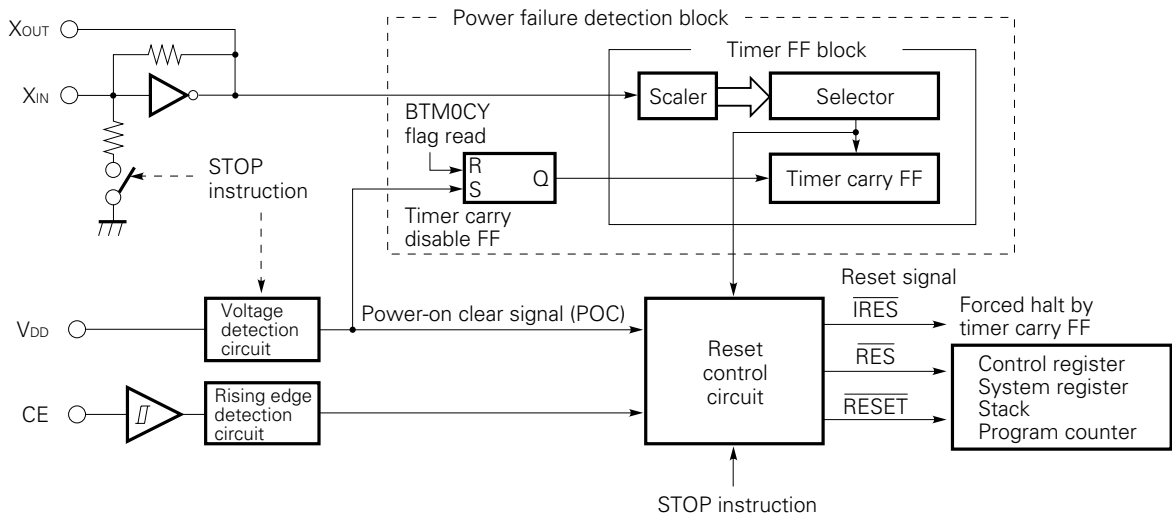 Power failure detection block
XOUT
Timer FF block
XIN
Scaler
Selector
BTM0CY
flag read
R
S
Q
Timer carry FF
STOP
instruction
Timer carry
disable FF
Reset signal
VDD
Voltage
detection
circuit
Power-on clear signal (POC)
IRES
Forced halt by
timer carry FF
Reset
control
circuit
RES
Control register
System register
Stack
Program counter
CE
Rising edge
detection
circuit
RESET
STOP instruction